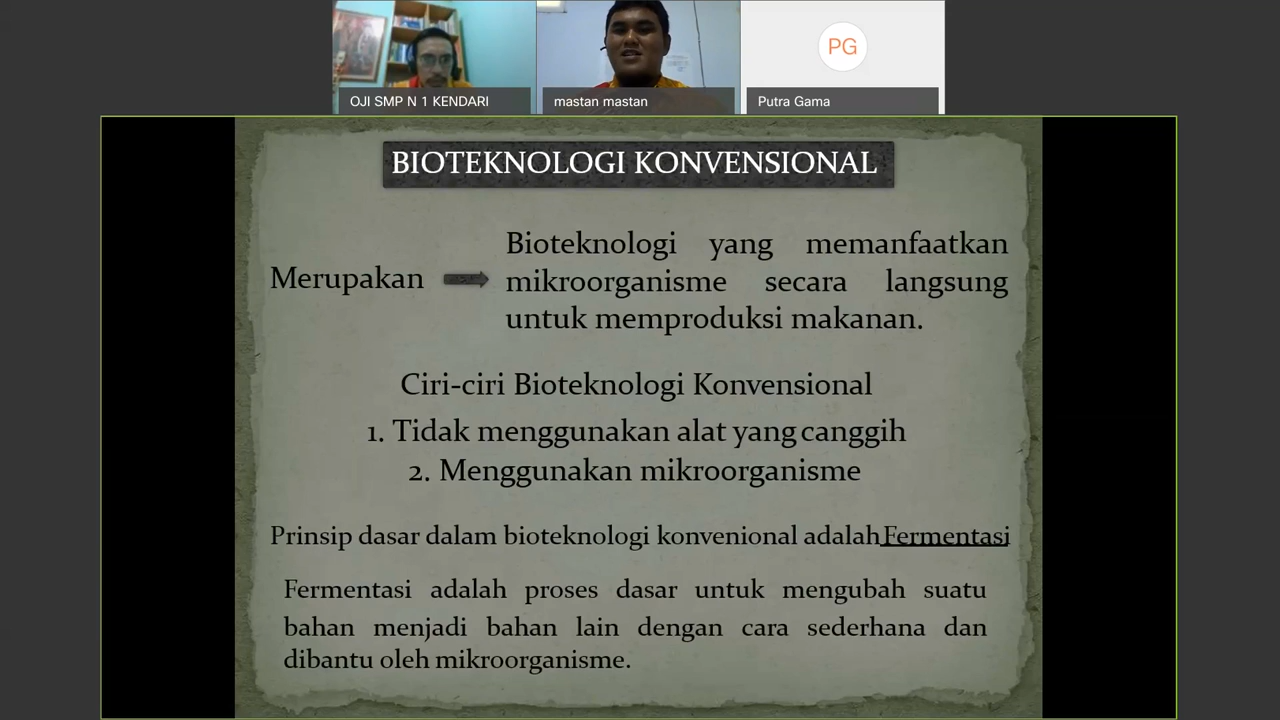 OJI SMP N 1 KENDARI
mastan mastan
PG
Putra Gama
BIOTEKNOLOGI KONVENSIONAL
Merupakan
Bioteknologi yang memanfaatkan
mikroorganisme secara langsung
untuk memproduksi makanan.
Ciri-ciri Bioteknologi Konvensional
1. Tidak menggunakan alat yang canggih
2. Menggunakan mikroorganisme
Prinsip dasar dalam bioteknologi konvenional adalah Fermentasi
Fermentasi adalah proses dasar untuk mengubah suatu
bahan menjadi bahan lain dengan cara sederhana dan
dibantu oleh mikroorganisme.